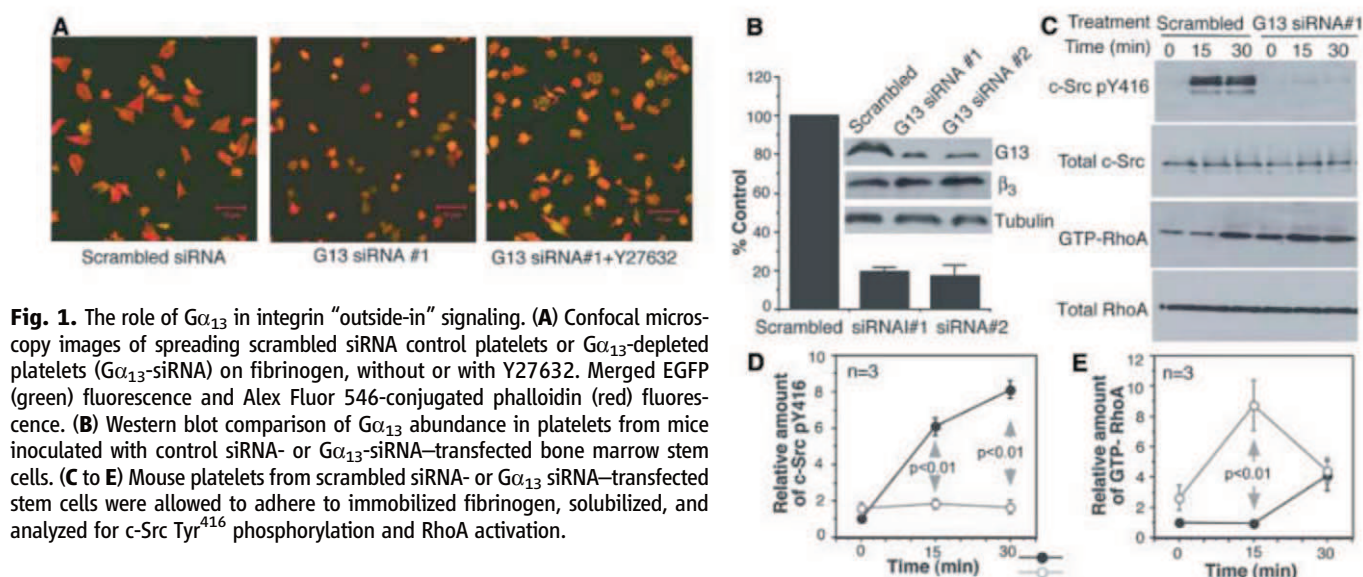 A
Scrambled siRNA
G13 siRNA #1
G13 siRNA#1+Y27632
Fig. 1. The role of Gα13 in integrin “outside-in” signaling. (A) Confocal micros-
copy images of spreading scrambled siRNA control platelets or Gα13-depleted
platelets (Gα13-siRNA) on fibrinogen, without or with Y27632. Merged EGFP
(green) fluorescence and Alex Fluor 546-conjugated phalloidin (red) fluores-
cence. (B) Western blot comparison of Gα13 abundance in platelets from mice
inoculated with control siRNA- or Gα13-siRNA–transfected bone marrow stem
cells. (C to E) Mouse platelets from scrambled siRNA- or Gα13 siRNA–transfected
stem cells were allowed to adhere to immobilized fibrinogen, solubilized, and
analyzed for c-Src Tyr416 phosphorylation and RhoA activation.
B
% Control
120
100
80
60
40
20
0
Scrambled
G13 siRNA #1
G13 siRNA #2
G13
β3
Tubulin
Scrambled siRNAI#1 siRNA#2
C
Treatment Scrambled G13 siRNA#1
Time (min) 0 15 30 0 15 30
c-Src pY416
Total c-Src
GTP-RhoA
Total RhoA
D
n=3
Relative amount
of c-Src pY416
10
8
6
4
2
0
p<0.01
p<0.01
0 15 30
Time (min)
E
n=3
Relative amount
of GTP- RhoA
12
10
8
6
4
2
0
p<0.01
0 15 30
Time (min)